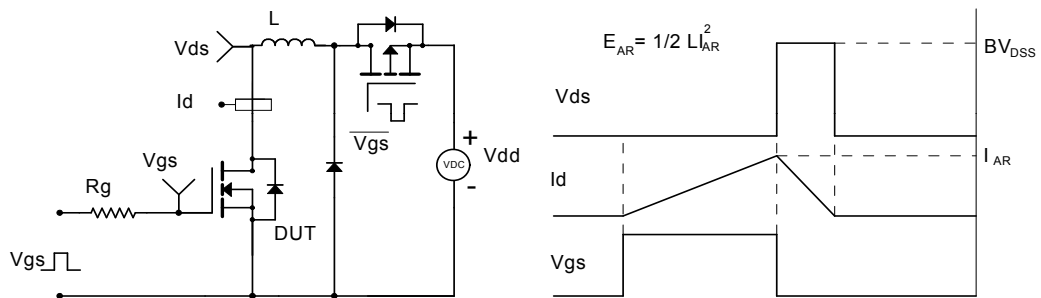 L
Vds
Id
Vgs
Rg
Vgs
DUT
Vgs
VDC
+
-
Vdd
E_AR = 1/2 LI²_AR
Vds
BV_DSS
Id
I_AR
Vgs